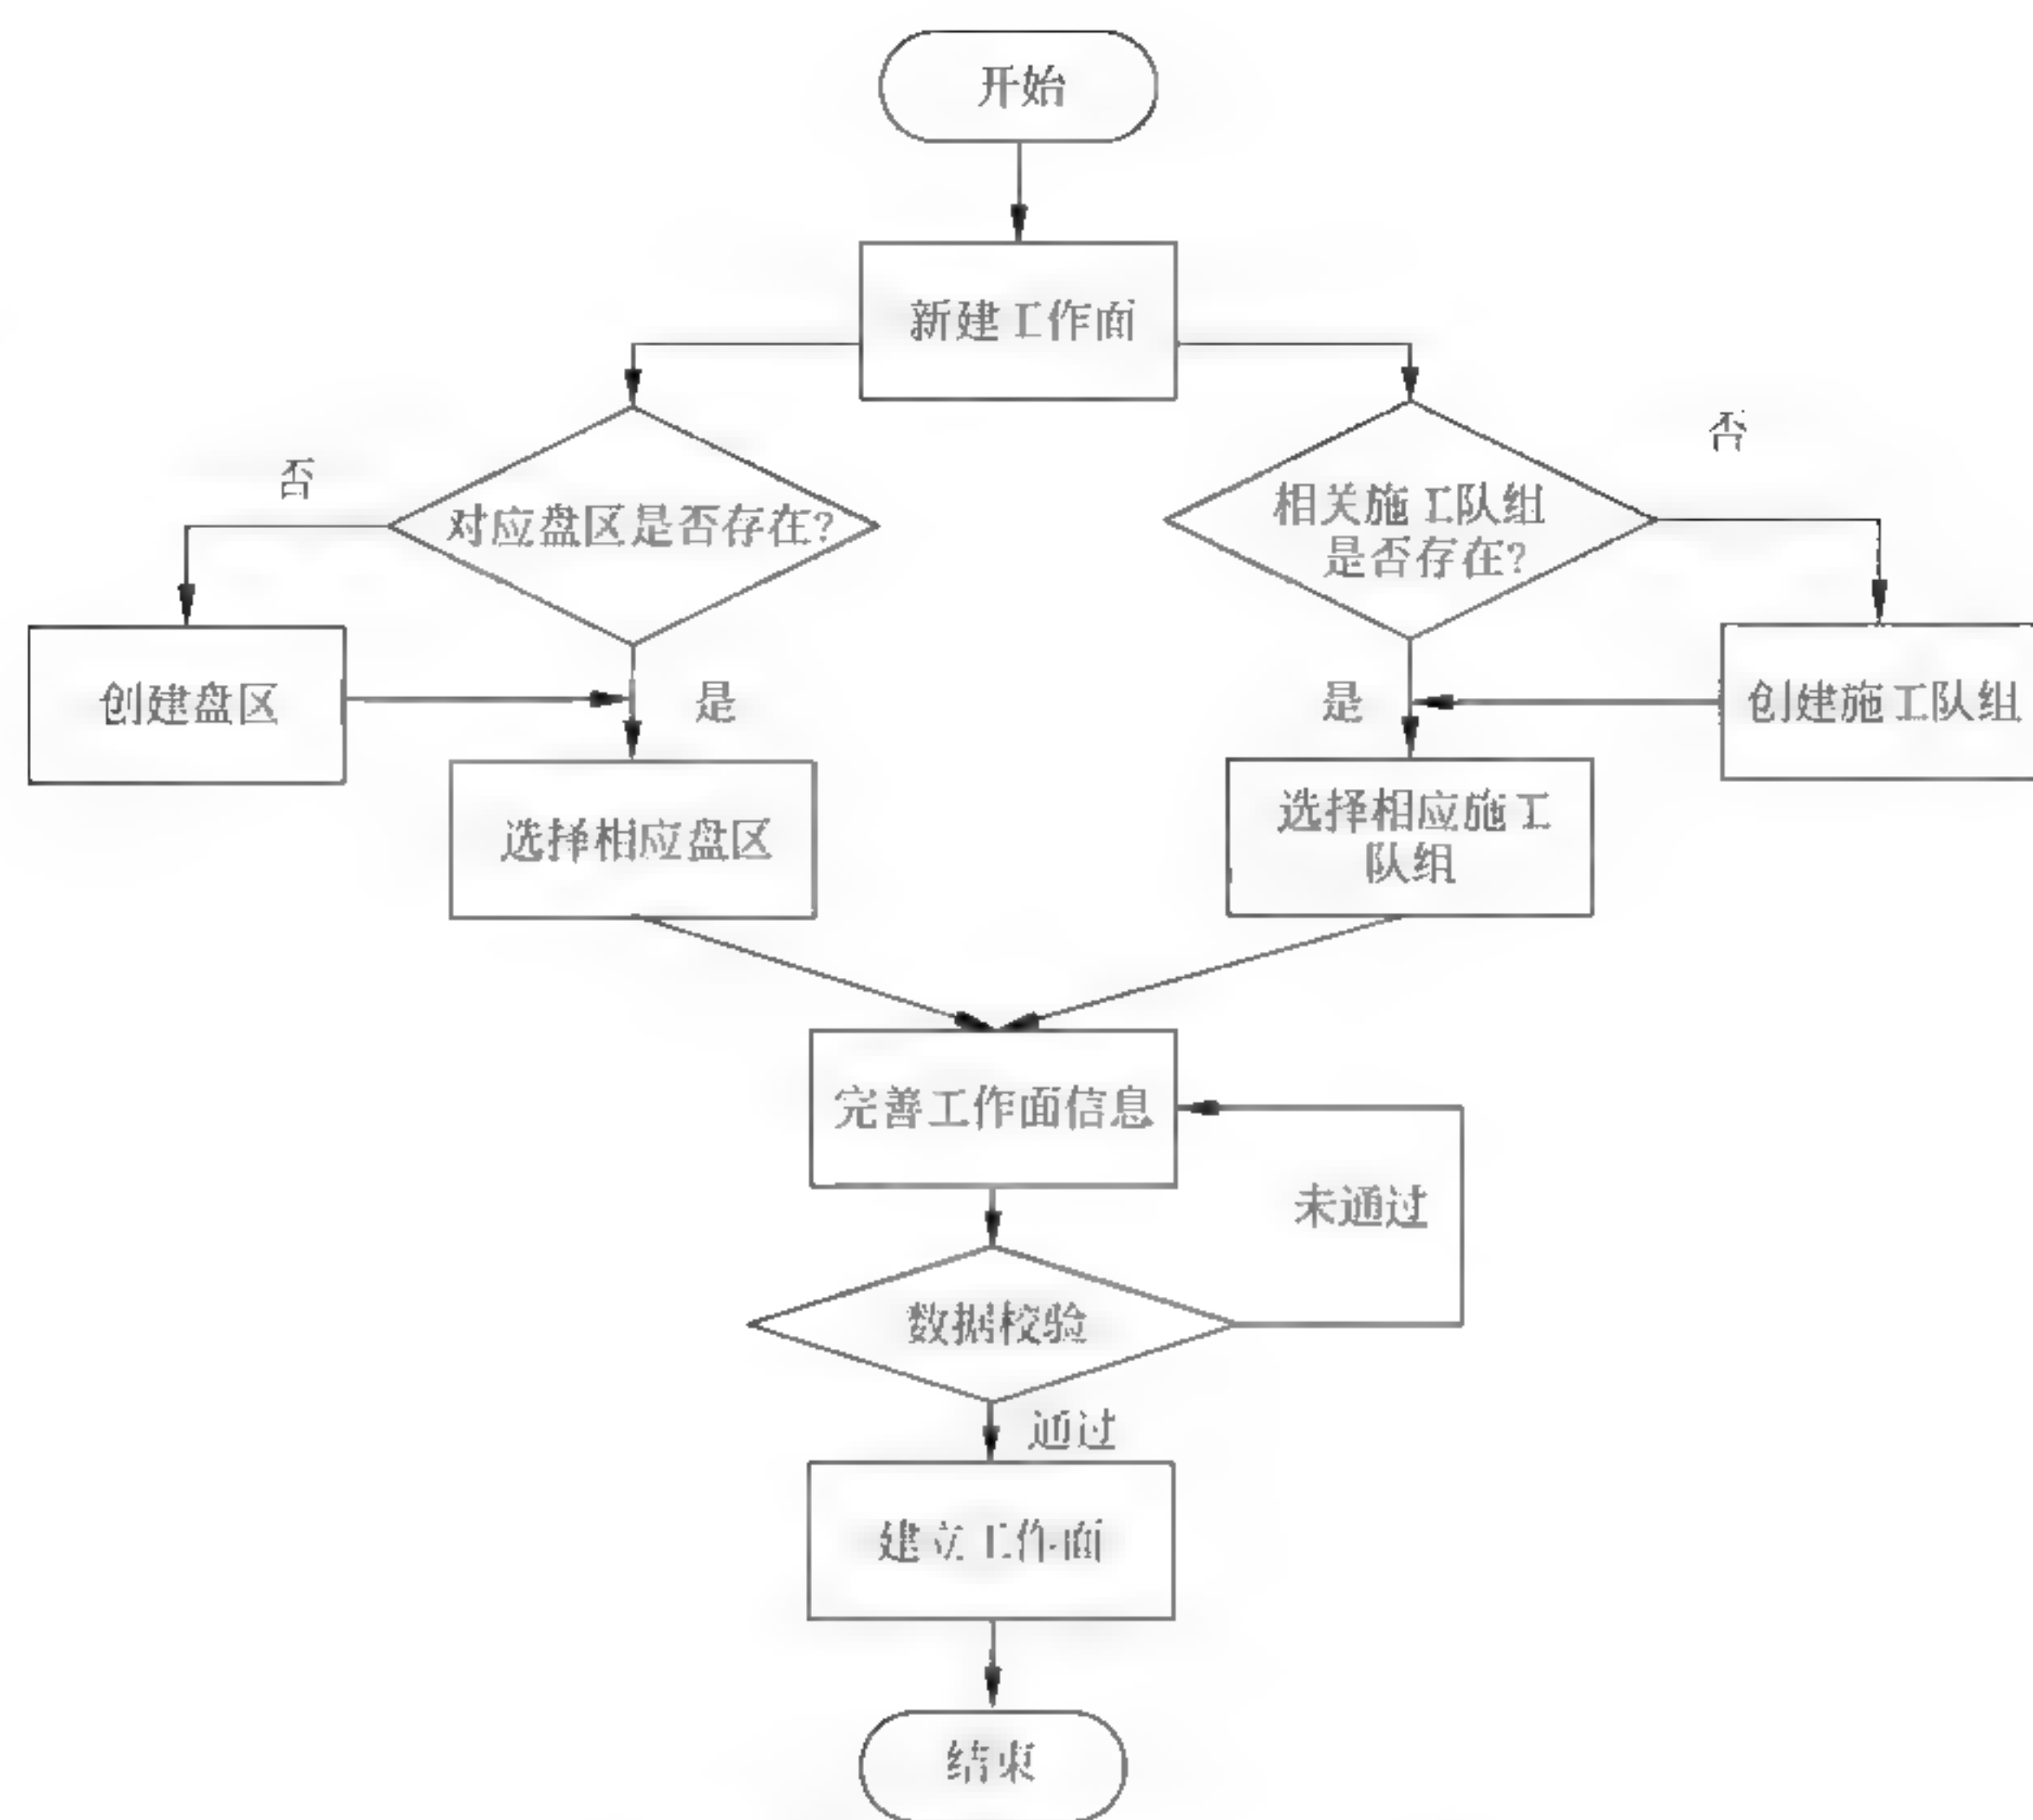 开始
新建工作面
否
否
对应盘区是否存在?
相关施工队组
是否存在?
创建盘区
是
是
创建施工队组
选择相应盘区
选择相应施工
队组
完善工作面信息
未通过
数据校验
通过
建立工作面
结束